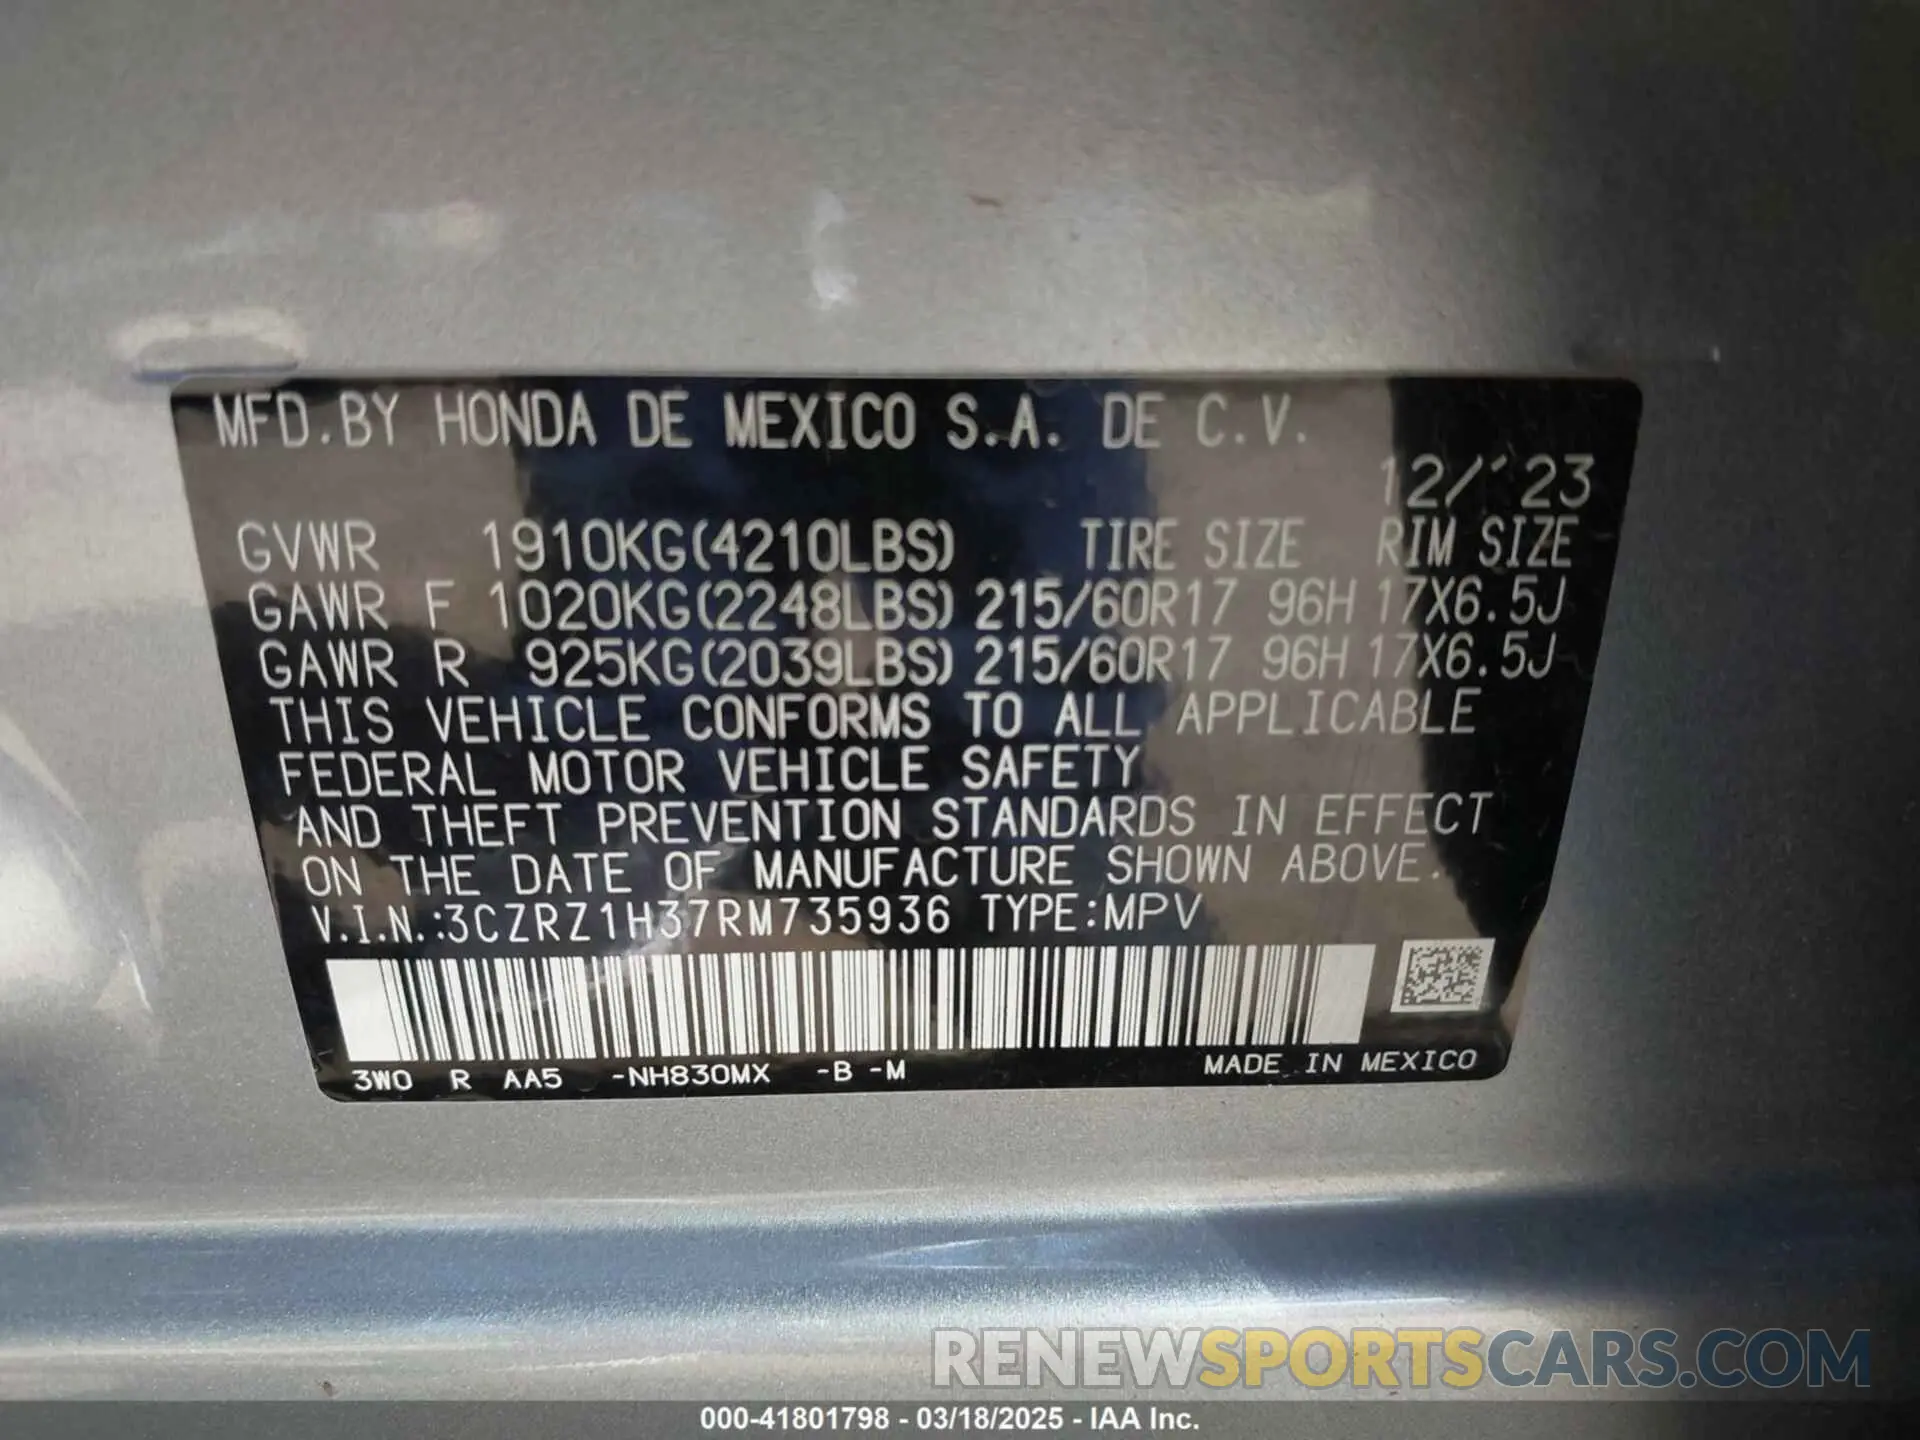 MFD.BY HONDA DE MEXICO S.A. DE C.V.
12/'23
GVWR 1910KG(4210LBS) TIRE SIZE RIM SIZE
GAWR F 1020KG(2248LBS) 215/60R17 96H 17X6.5J
GAWR R 925KG(2039LBS) 215/60R17 96H 17X6.5J
THIS VEHICLE CONFORMS TO ALL APPLICABLE
FEDERAL MOTOR VEHICLE SAFETY
AND THEFT PREVENTION STANDARDS IN EFFECT
ON THE DATE OF MANUFACTURE SHOWN ABOVE.
V.I.N.:3CZRZ1H37RM735936 TYPE:MPV
3W0 R AA5 -NH830MX -B -M MADE IN MEXICO
RENEWSPORTSCARS.COM
000-41801798 - 03/18/2025 - IAA Inc.